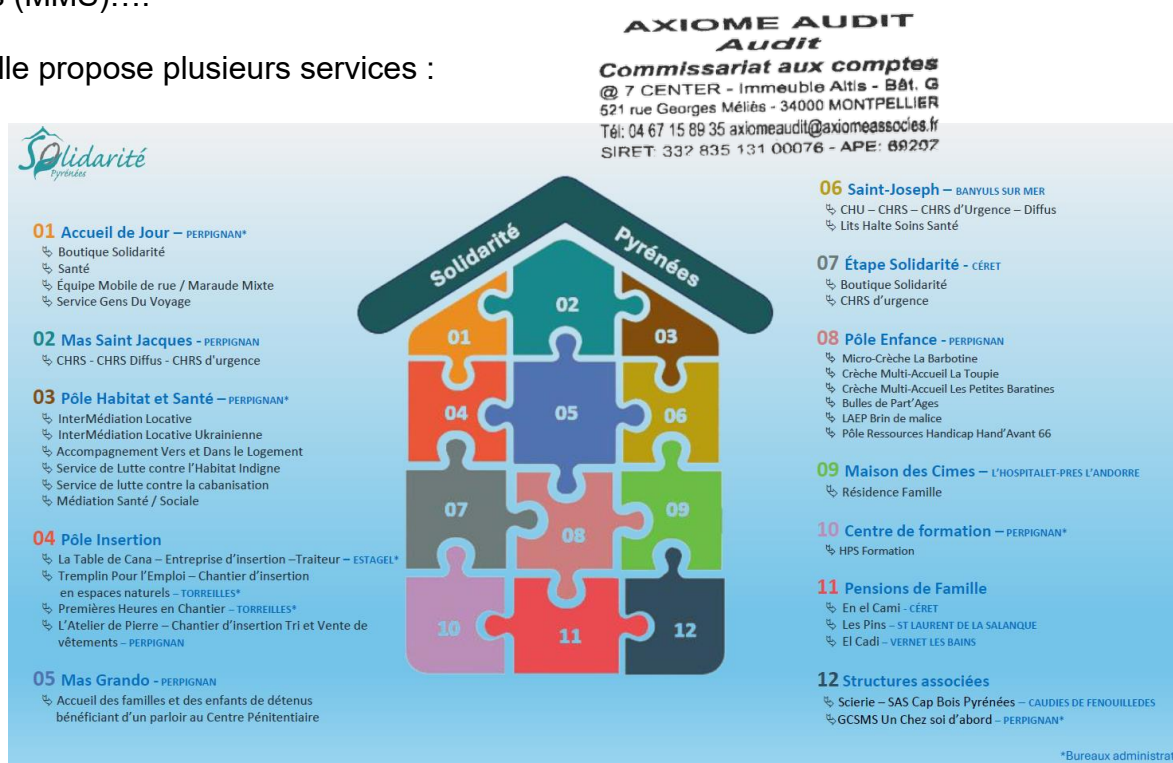 s (MMS)….
lle propose plusieurs services :
AXIOME AUDIT
Audit
Commissariat aux comptes
@ 7 CENTER - Immeuble Altis - Bât. G
521 rue Georges Méliès - 34000 MONTPELLIER
Tél: 04 67 15 89 35 axiomeaudit@axiomeassocies.fr
SIRET: 332 835 131 00076 - APE: 6920Z
Solidarité
Pyrénées
01 Accueil de Jour – PERPIGNAN*
Boutique Solidarité
Santé
Équipe Mobile de rue / Maraude Mixte
Service Gens Du Voyage
02 Mas Saint Jacques - PERPIGNAN
CHRS - CHRS Diffus - CHRS d'urgence
03 Pôle Habitat et Santé – PERPIGNAN*
InterMédiation Locative
InterMédiation Locative Ukrainienne
Accompagnement Vers et Dans le Logement
Service de Lutte contre l'Habitat Indigne
Service de lutte contre la cabanisation
Médiation Santé / Sociale
04 Pôle Insertion
La Table de Cana – Entreprise d'insertion –Traiteur – ESTAGEL*
Tremplin Pour l'Emploi – Chantier d'insertion
en espaces naturels – TORREILLES*
Premières Heures en Chantier – TORREILLES*
L'Atelier de Pierre – Chantier d'insertion Tri et Vente de
vêtements – PERPIGNAN
05 Mas Grando - PERPIGNAN
Accueil des familles et des enfants de détenus
bénéficiant d'un parloir au Centre Pénitentiaire
Solidarité Pyrénées
01
02
03
04
05
06
07
08
09
10
11
12
06 Saint-Joseph – BANYULS SUR MER
CHU – CHRS – CHRS d'Urgence – Diffus
Lits Halte Soins Santé
07 Étape Solidarité - CÉRET
Boutique Solidarité
CHRS d'urgence
08 Pôle Enfance - PERPIGNAN
Micro-Crèche La Barbotine
Crèche Multi-Accueil La Toupie
Crèche Multi-Accueil Les Petites Baratines
Bulles de Part'Ages
LAEP Brin de malice
Pôle Ressources Handicap Hand'Avant 66
09 Maison des Cimes – L'HOSPITALET-PRES L'ANDORRE
Résidence Famille
10 Centre de formation – PERPIGNAN*
HPS Formation
11 Pensions de Famille
En el Cami - CÉRET
Les Pins – ST LAURENT DE LA SALANQUE
El Cadi – VERNET LES BAINS
12 Structures associées
Scierie – SAS Cap Bois Pyrénées – CAUDIES DE FENOUILLEDES
GCSMS Un Chez soi d'abord – PERPIGNAN*
*Bureaux administrat